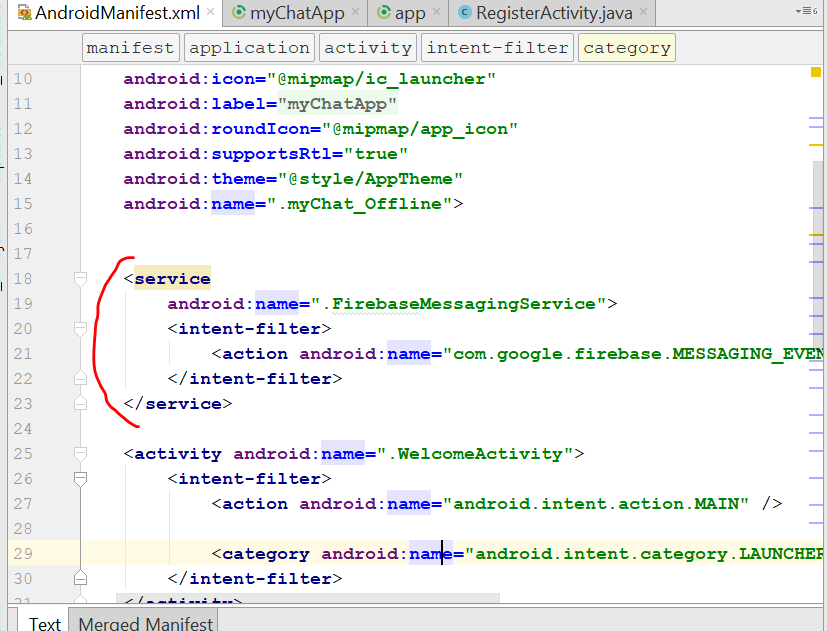 AndroidManifest.xml × myChatApp × app × RegisterActivity.java × 6
manifest application activity intent-filter category
10 android:icon="@mipmap/ic_launcher"
11 android:label="myChatApp"
12 android:roundIcon="@mipmap/app_icon"
13 android:supportsRtl="true"
14 android:theme="@style/AppTheme"
15 android:name=".myChat_Offline">
16
17
18 <service
19 android:name=".FirebaseMessagingService">
20 <intent-filter>
21 <action android:name="com.google.firebase.MESSAGING_EVEN
22 </intent-filter>
23 </service>
24
25 <activity android:name=".WelcomeActivity">
26 <intent-filter>
27 <action android:name="android.intent.action.MAIN" />
28
29 <category android:name="android.intent.category.LAUNCHER
30 </intent-filter>
31 </activity>
Text Merged Manifest